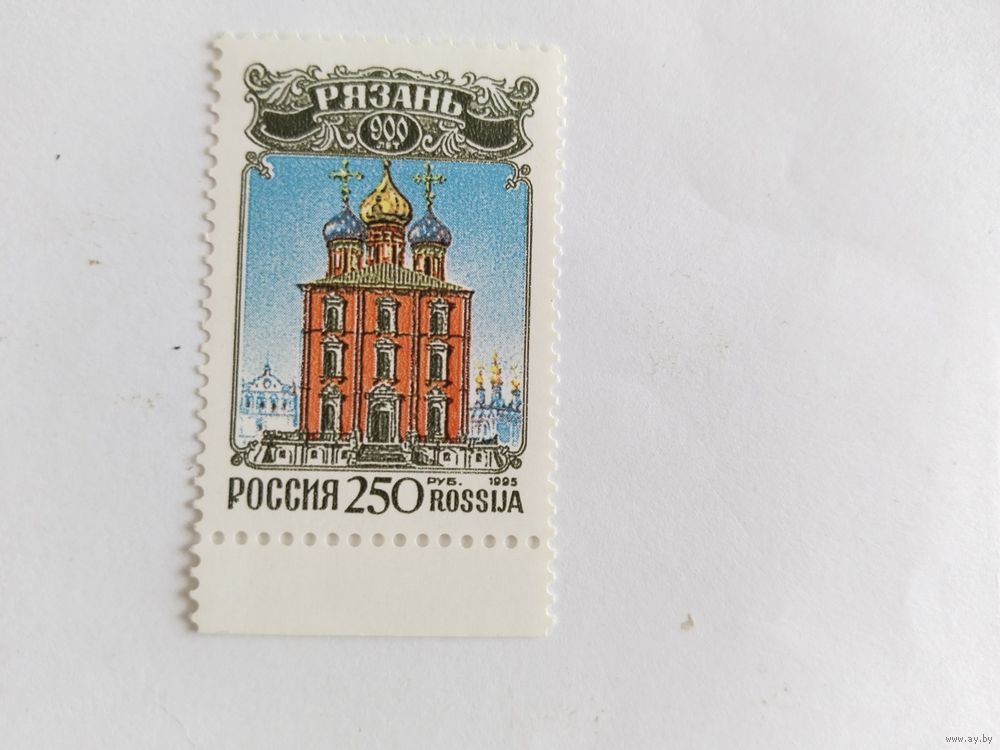 РЯЗАНЬ
900
ЛЕТ
РОССИЯ 250 РУБ. 1995
ROSSIJA
www.ay.by